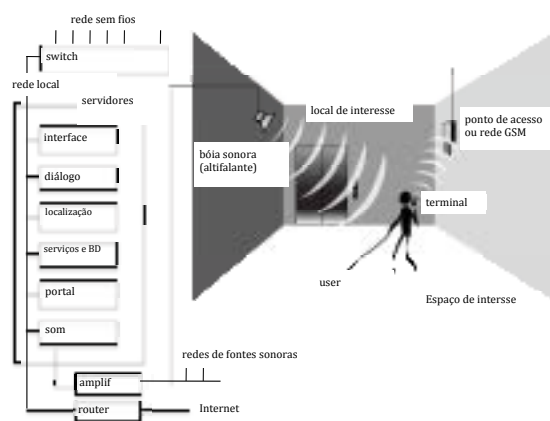 rede sem fios
switch
rede local
servidores
interface
diálogo
localização
serviços e BD
portal
som
amplif
router
redes de fontes sonoras
Internet
local de interesse
bóia sonora
(altifalante)
ponto de acesso
ou rede GSM
terminal
user
Espaço de intersse